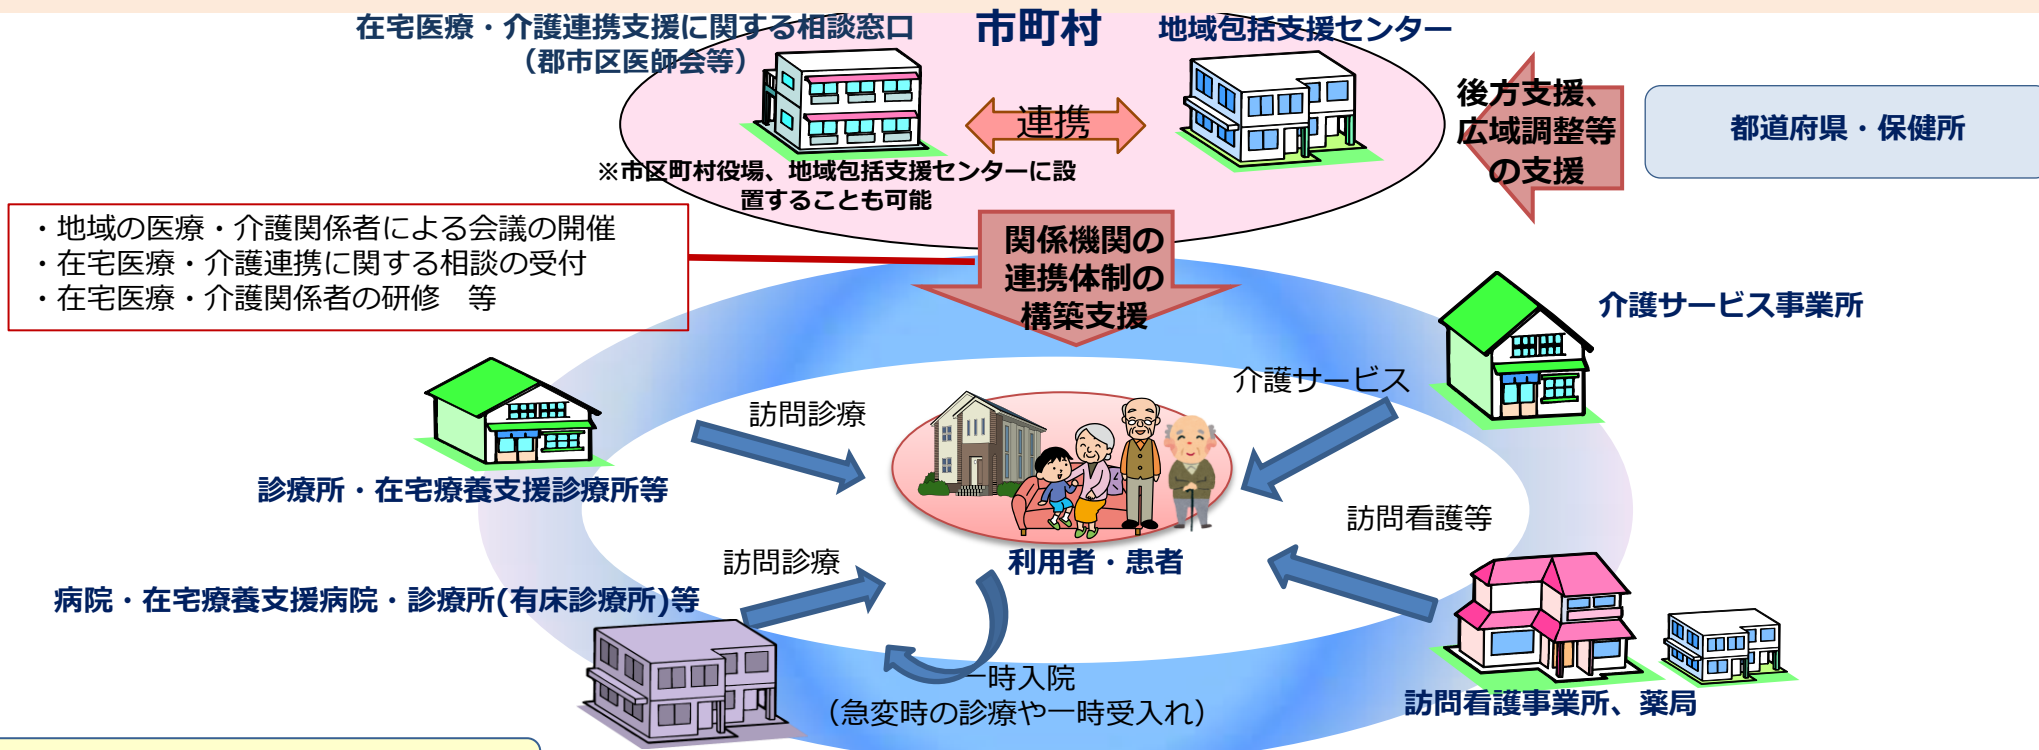 在宅医療・介護連携支援に関する相談窓口
（郡市区医師会等）
市町村
地域包括支援センター
連携
※市区町村役場、地域包括支援センターに設
置することも可能
後方支援、
広域調整等
の支援
都道府県・保健所
・地域の医療・介護関係者による会議の開催
・在宅医療・介護連携に関する相談の受付
・在宅医療・介護関係者の研修　等
関係機関の
連携体制の
構築支援
介護サービス事業所
介護サービス
訪問診療
診療所・在宅療養支援診療所等
訪問看護等
利用者・患者
訪問診療
病院・在宅療養支援病院・診療所(有床診療所)等
一時入院
（急変時の診療や一時受入れ）
訪問看護事業所、薬局